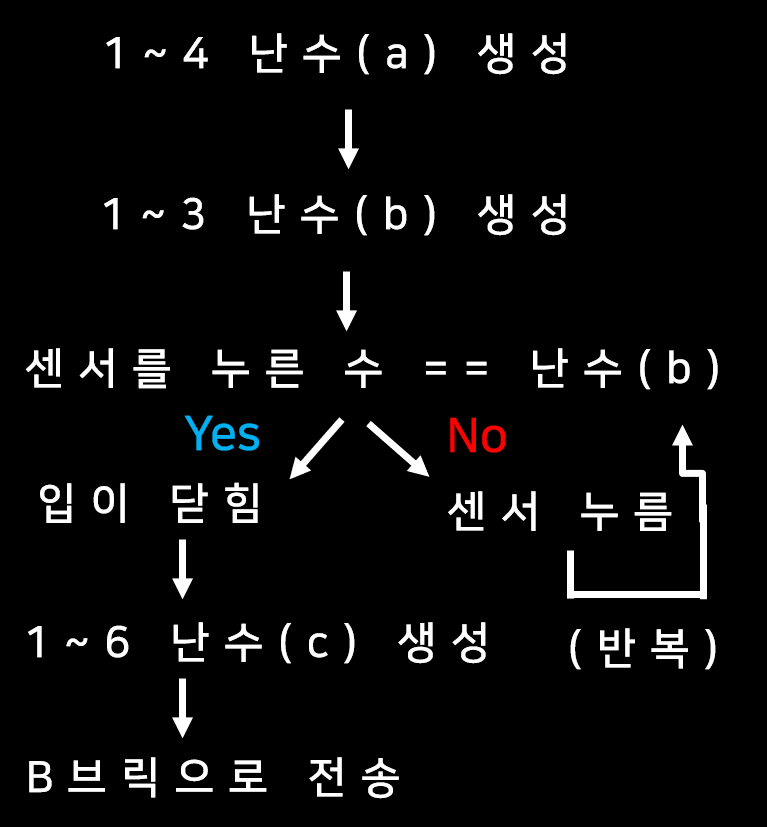 1~4 난수(a) 생성
1~3 난수(b) 생성
센서를 누른 수 == 난수(b)
Yes
No
입이 닫힘
센서 누름
1~6 난수(c) 생성
(반복)
B브릭으로 전송